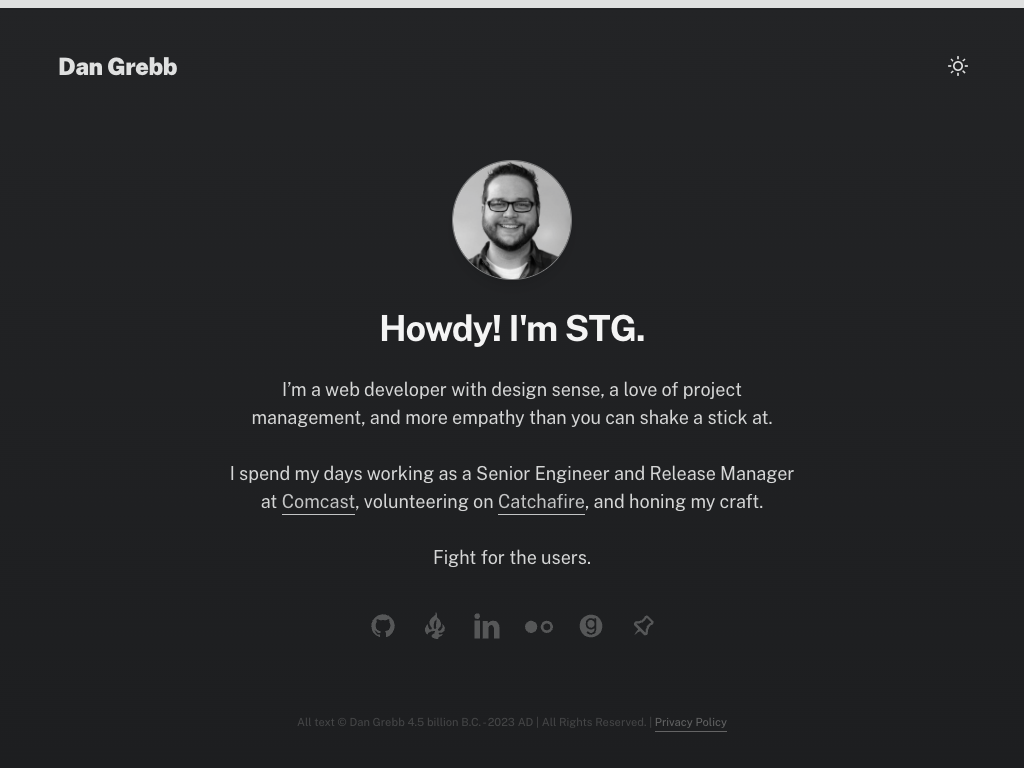 Dan Grebb
Howdy! I'm STG.
I’m a web developer with design sense, a love of project
management, and more empathy than you can shake a stick at.
I spend my days working as a Senior Engineer and Release Manager
at Comcast, volunteering on Catchafire, and honing my craft.
Fight for the users.
in
g
All text © Dan Grebb 4.5 billion B.C. - 2023 AD | All Rights Reserved. | Privacy Policy